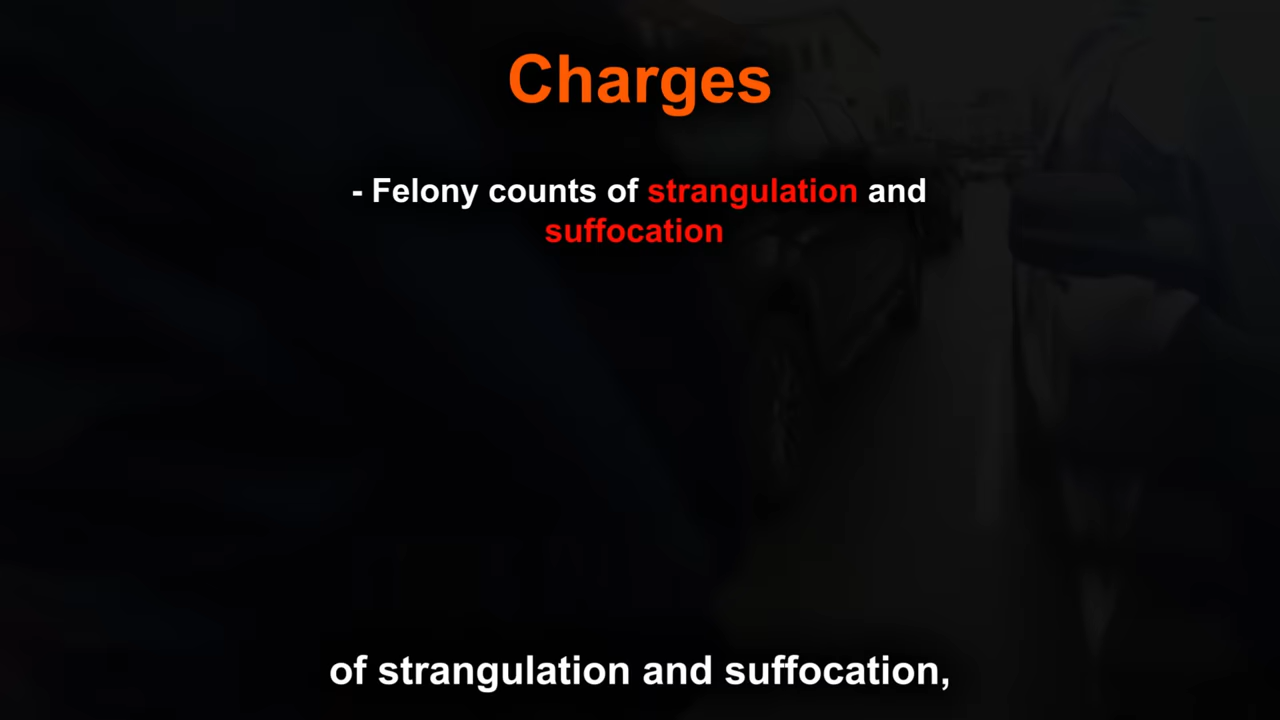 Charges
- Felony counts of strangulation and
suffocation
of strangulation and suffocation,